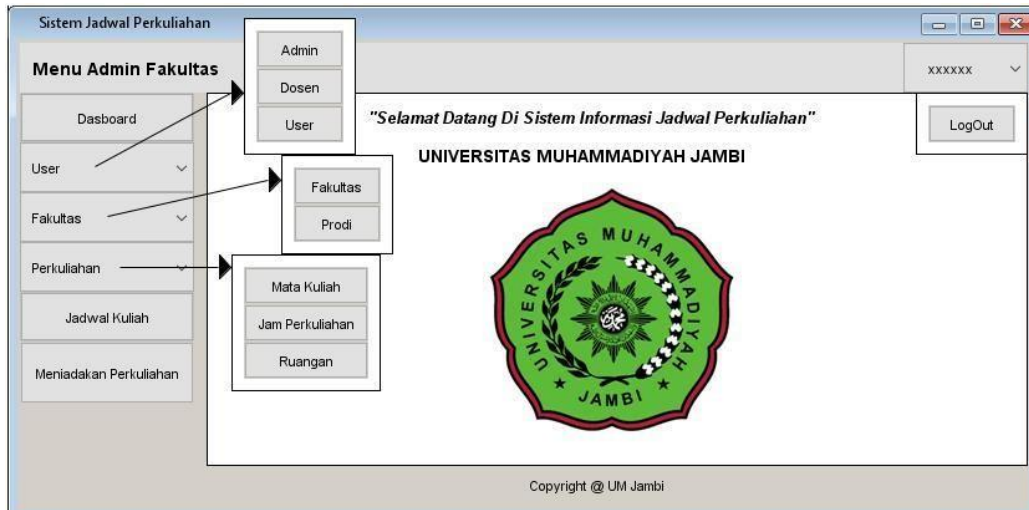 Sistem Jadwal Perkuliahan
Menu Admin Fakultas
xxxxxx
LogOut
Dasboard
User
Fakultas
Perkuliahan
Jadwal Kuliah
Meniadakan Perkuliahan
Admin
Dosen
User
Fakultas
Prodi
Mata Kuliah
Jam Perkuliahan
Ruangan
"Selamat Datang Di Sistem Informasi Jadwal Perkuliahan"
UNIVERSITAS MUHAMMADIYAH JAMBI
UNIVERSITAS MUHAMMADIYAH
JAMBI
Copyright @ UM Jambi